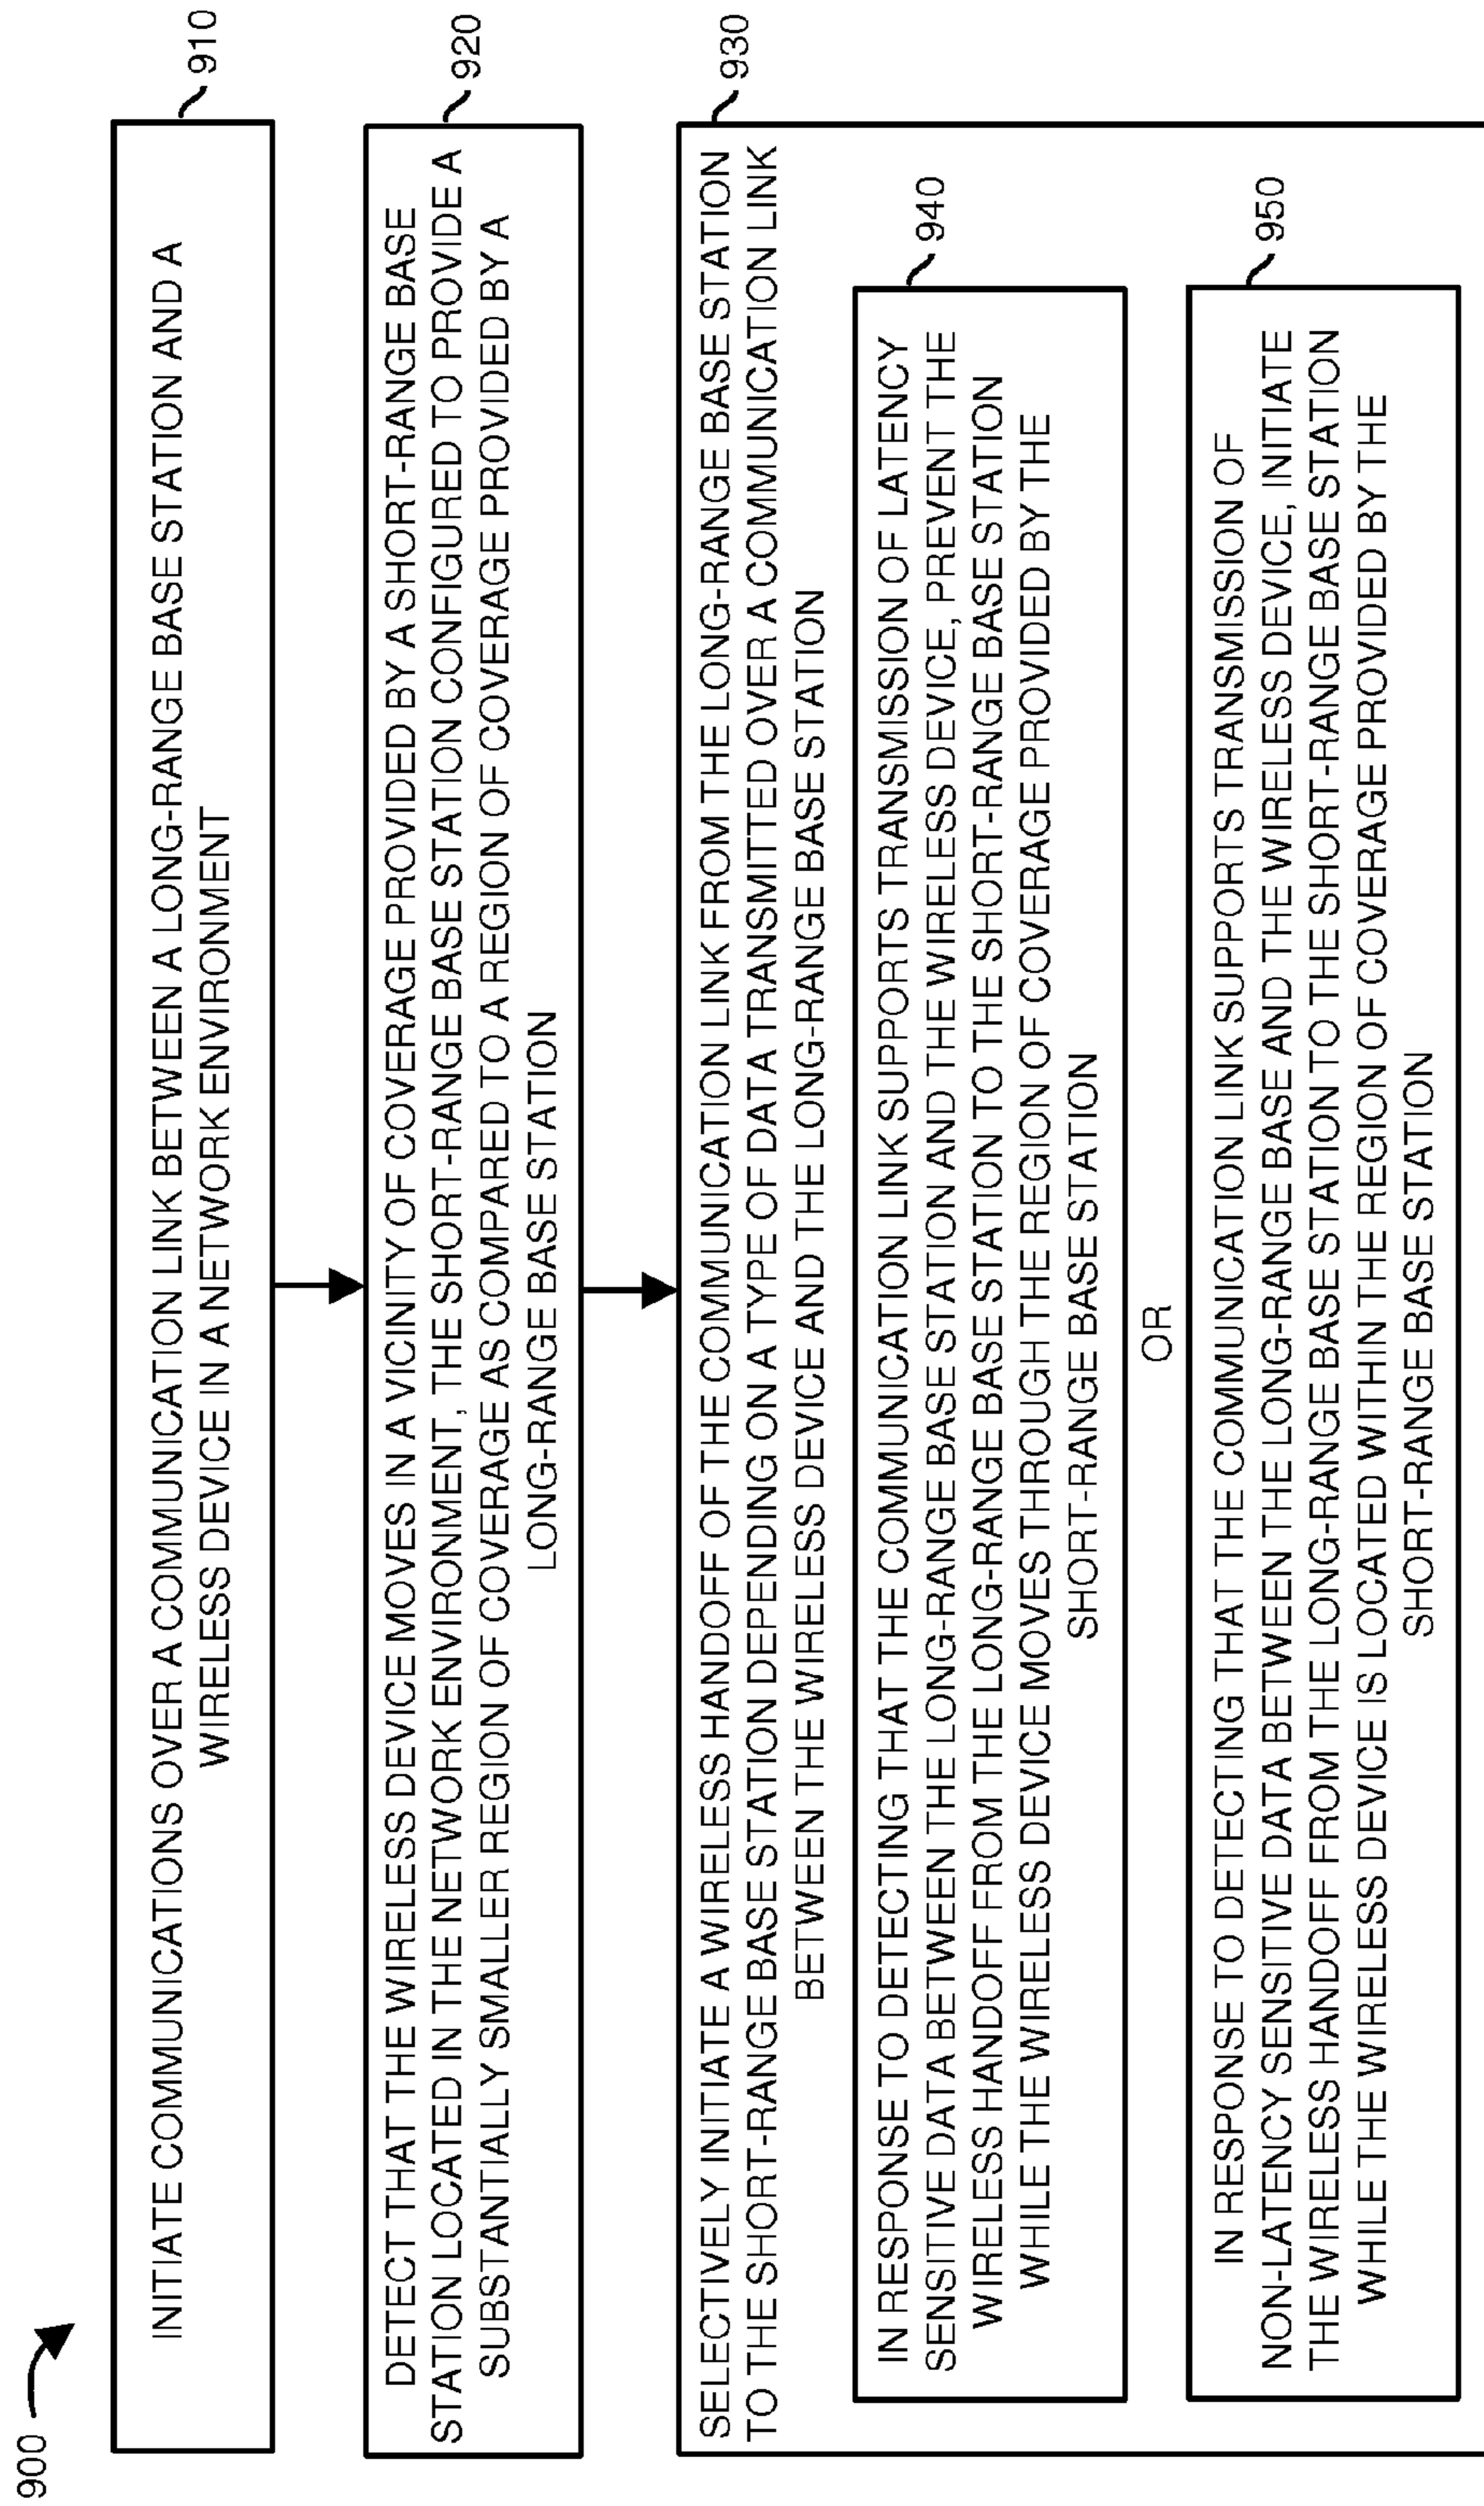 900
INITIATE COMMUNICATIONS OVER A COMMUNICATION LINK BETWEEN A LONG-RANGE BASE STATION AND A
WIRELESS DEVICE IN A NETWORK ENVIRONMENT
910
DETECT THAT THE WIRELESS DEVICE MOVES IN A VICINITY OF COVERAGE PROVIDED BY A SHORT-RANGE BASE
STATION LOCATED IN THE NETWORK ENVIRONMENT, THE SHORT-RANGE BASE STATION CONFIGURED TO PROVIDE A
SUBSTANTIALLY SMALLER REGION OF COVERAGE AS COMPARED TO A REGION OF COVERAGE PROVIDED BY A
LONG-RANGE BASE STATION
920
SELECTIVELY INITIATE A WIRELESS HANDOFF OF THE COMMUNICATION LINK FROM THE LONG-RANGE BASE STATION
TO THE SHORT-RANGE BASE STATION DEPENDING ON A TYPE OF DATA TRANSMITTED OVER A COMMUNICATION LINK
BETWEEN THE WIRELESS DEVICE AND THE LONG-RANGE BASE STATION
930
IN RESPONSE TO DETECTING THAT THE COMMUNICATION LINK SUPPORTS TRANSMISSION OF LATENCY
SENSITIVE DATA BETWEEN THE LONG-RANGE BASE STATION AND THE WIRELESS DEVICE, PREVENT THE
WIRELESS HANDOFF FROM THE LONG-RANGE BASE STATION TO THE SHORT-RANGE BASE STATION
WHILE THE WIRELESS DEVICE MOVES THROUGH THE REGION OF COVERAGE PROVIDED BY THE
SHORT-RANGE BASE STATION
940
OR
IN RESPONSE TO DETECTING THAT THE COMMUNICATION LINK SUPPORTS TRANSMISSION OF
NON-LATENCY SENSITIVE DATA BETWEEN THE LONG-RANGE BASE AND THE WIRELESS DEVICE, INITIATE
THE WIRELESS HANDOFF FROM THE LONG-RANGE BASE STATION TO THE SHORT-RANGE BASE STATION
WHILE THE WIRELESS DEVICE IS LOCATED WITHIN THE REGION OF COVERAGE PROVIDED BY THE
SHORT-RANGE BASE STATION
950